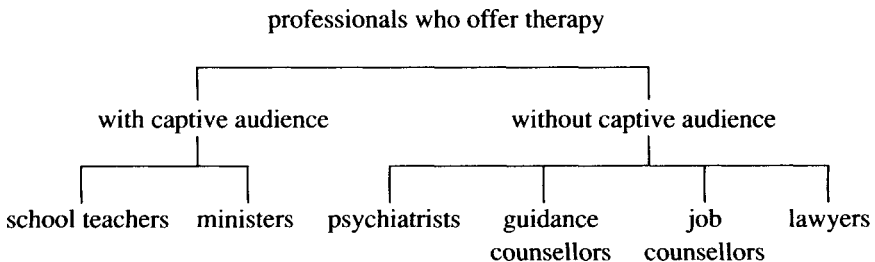 professionals who offer therapy
with captive audience without captive audience
school teachers ministers psychiatrists guidance job lawyers
counsellors counsellors